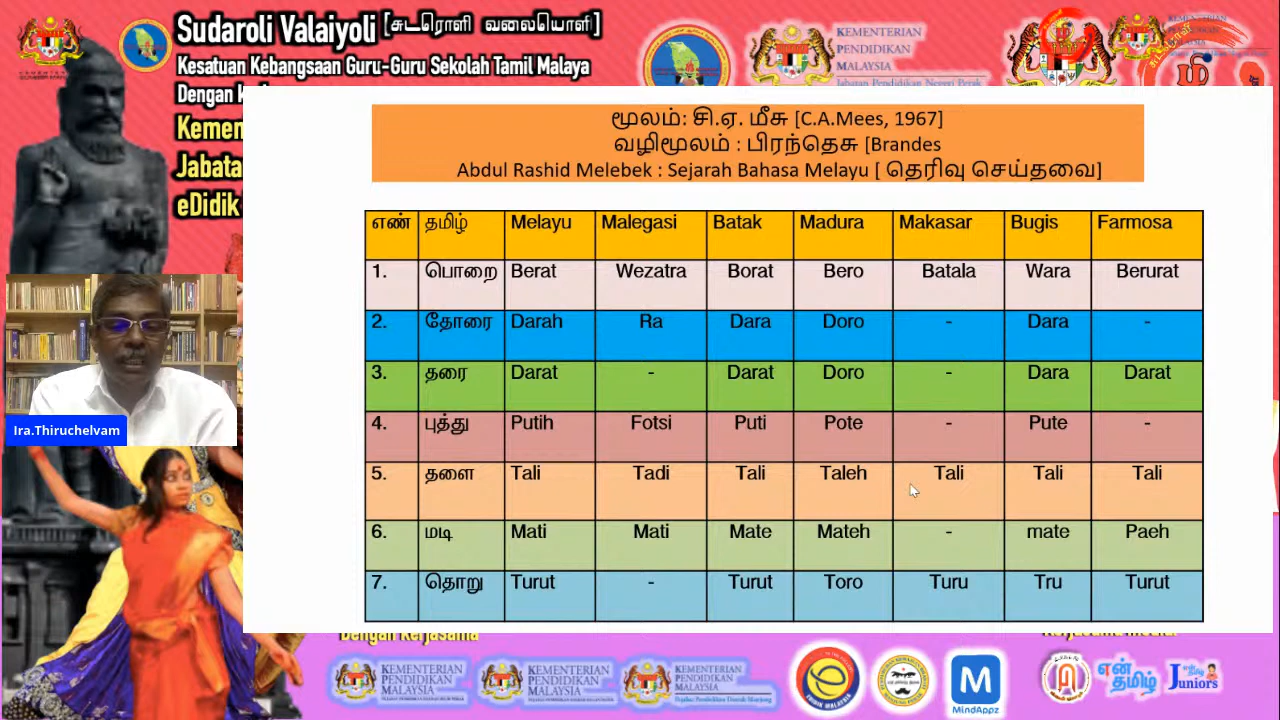 Sudaroli Valaiyoli [சுடரொளி வலையொளி]
Kesatuan Kebangsaan Guru-Guru Sekolah Tamil Malaya
Dengan
Kemen
Jabata
eDidik
KEMENTERIAN
PENDIDIKAN
MALAYSIA
Jabatan Pendidikan Negeri Perak
மூலம்: சி.ஏ. மீசு [C.A.Mees, 1967]
வழிமூலம் : பிரந்தெசு [Brandes
Abdul Rashid Melebek : Sejarah Bahasa Melayu [ தெரிவு செய்தவை]
எண் தமிழ் Melayu Malegasi Batak Madura Makasar Bugis Farmosa
1. பொறை Berat Wezatra Borat Bero Batala Wara Berurat
2. தோரை Darah Ra Dara Doro - Dara -
3. தரை Darat - Darat Doro - Dara Darat
4. புத்து Putih Fotsi Puti Pote - Pute -
5. தளை Tali Tadi Tali Taleh Tali Tali Tali
6. மடி Mati Mati Mate Mateh - mate Paeh
7. தொறு Turut - Turut Toro Turu Tru Turut
Ira.Thiruchelvam
Dengan Kerjasama
KEMENTERIAN
PENDIDIKAN
MALAYSIA
KEMENTERIAN
PENDIDIKAN
MALAYSIA
KEMENTERIAN
PENDIDIKAN
MALAYSIA
MindAppz
என்
தமிழ்
Juniors